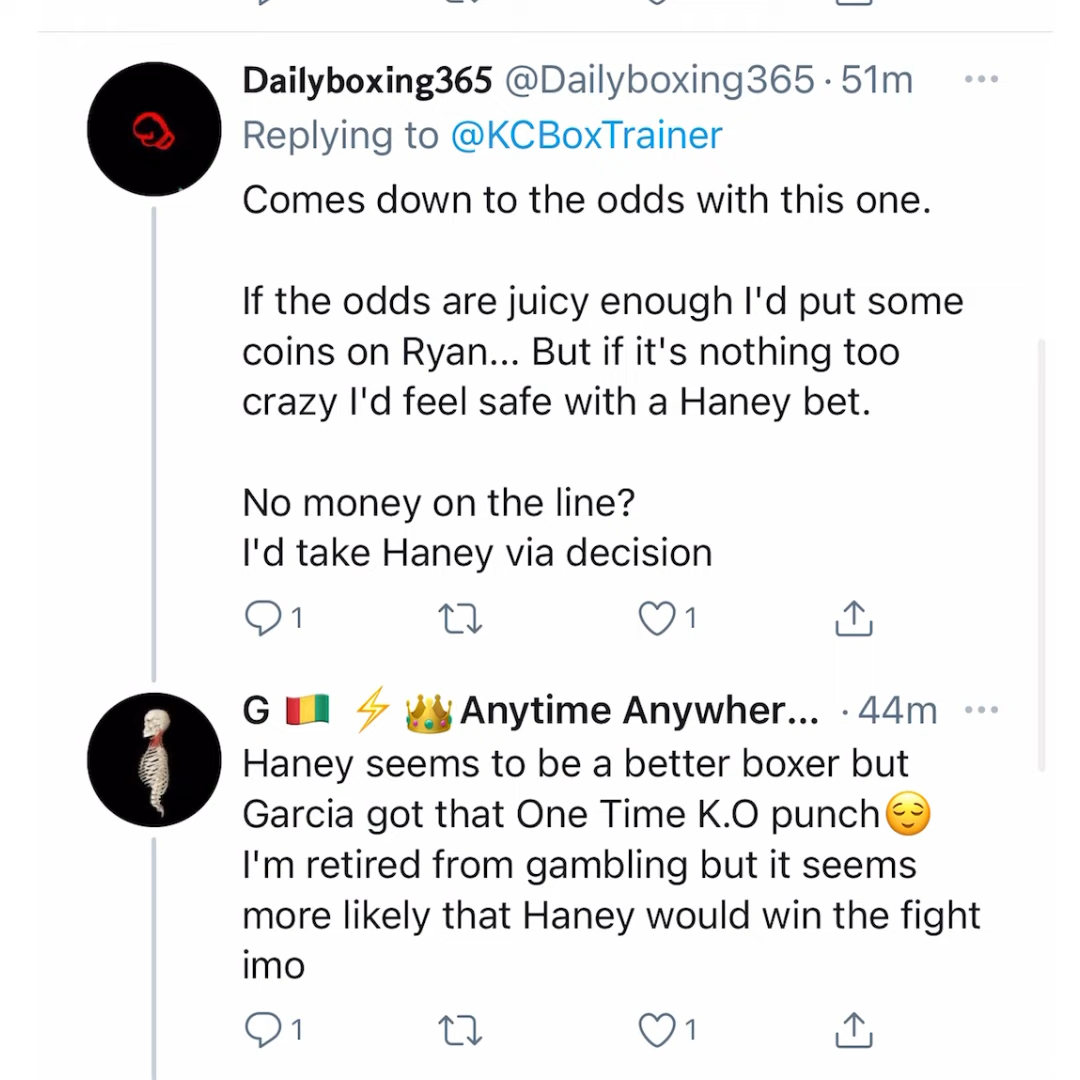 Dailyboxing365 @Dailyboxing365 · 51m
Replying to @KCBoxTrainer
Comes down to the odds with this one.
If the odds are juicy enough I'd put some
coins on Ryan... But if it's nothing too
crazy I'd feel safe with a Haney bet.
No money on the line?
I'd take Haney via decision
1 1
G 🇬🇳 ⚡ 👑 Anytime Anywher... · 44m
Haney seems to be a better boxer but
Garcia got that One Time K.O punch😌
I'm retired from gambling but it seems
more likely that Haney would win the fight
imo
1 1